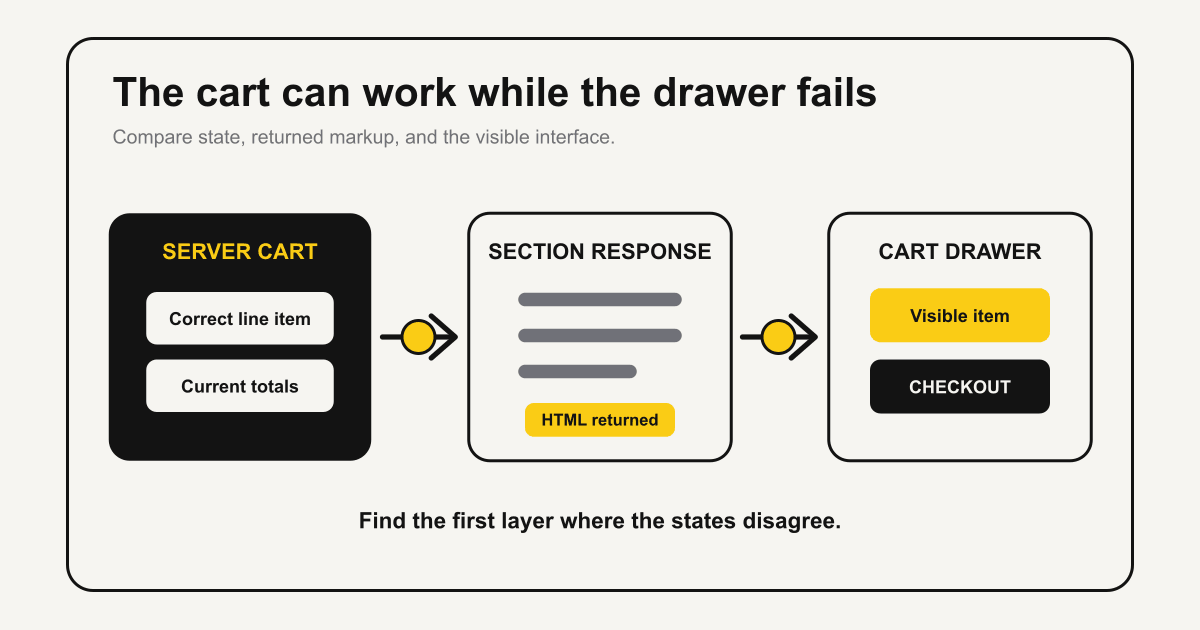 The cart can work while the drawer fails
Compare state, returned markup, and the visible interface.
SERVER CART
Correct line item
Current totals
SECTION RESPONSE
HTML returned
CART DRAWER
Visible item
CHECKOUT
Find the first layer where the states disagree.